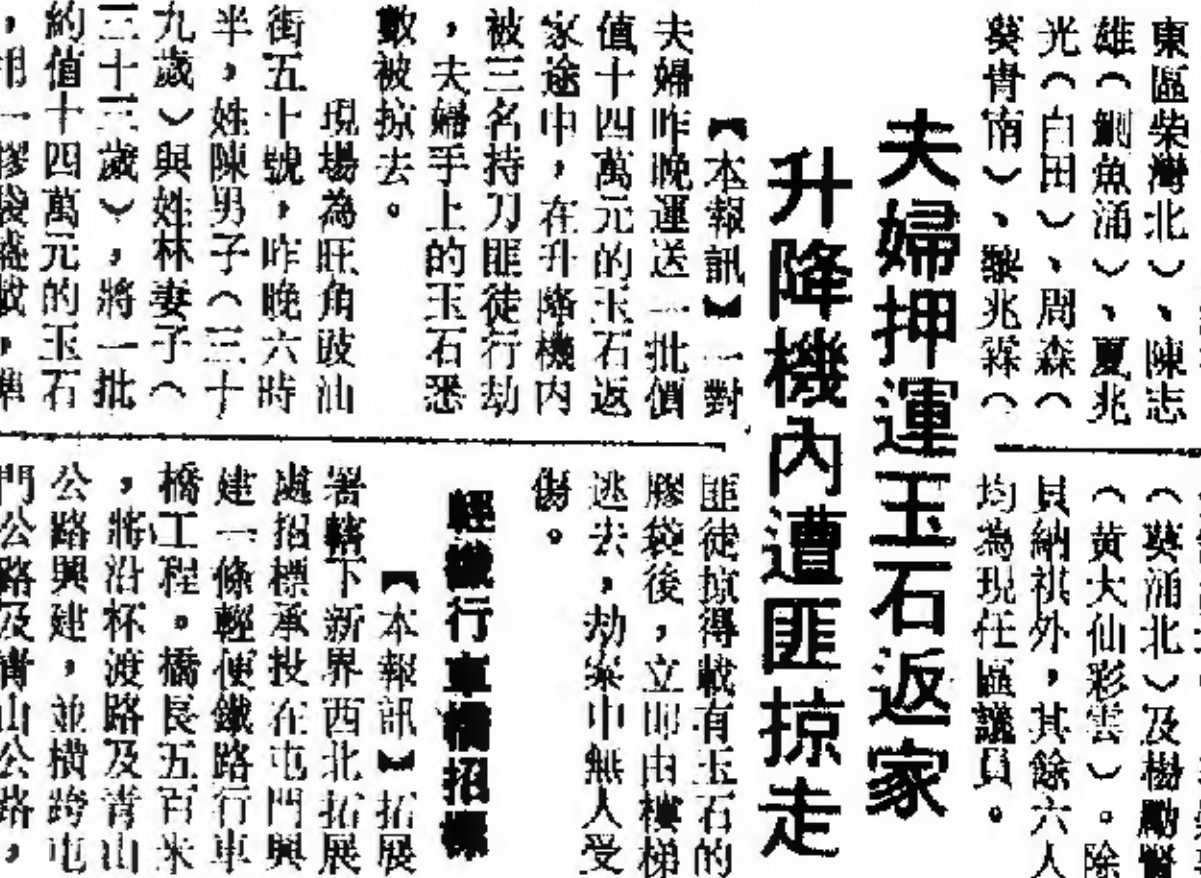 東區柴灣北)、陳志
雄(鰂魚涌)、夏兆
光(白田)、周森(
葵青南)、黎兆霖(
(葵涌北)及楊勵賢
(黃大仙彩雲)。除
貝納祺外,其餘六人
均為現任區議員。
夫婦押運玉石返家
升降機內遭匪掠走
【本報訊】一對
夫婦昨晚運送一批價
值十四萬元的玉石返
家途中,在升降機內
被三名持刀匪徒行劫
,夫婦手上的玉石悉
數被掠去。
現場為旺角豉油
街五十號,昨晚六時
半,姓陳男子(三十
九歲)與姓林妻子(
三十三歲),將一批
約值十四萬元的玉石
,用一膠袋盛載,準
匪徒掠得載有玉石的
膠袋後,立即由樓梯
逃去,劫案中無人受
傷。
輕鐵行車橋招標
【本報訊】拓展
署轄下新界西北拓展
處招標承投在屯門興
建一條輕便鐵路行車
橋工程。橋長五百米
,將沿杯渡路及青山
公路興建,並橫跨屯
門公路及青山公路,